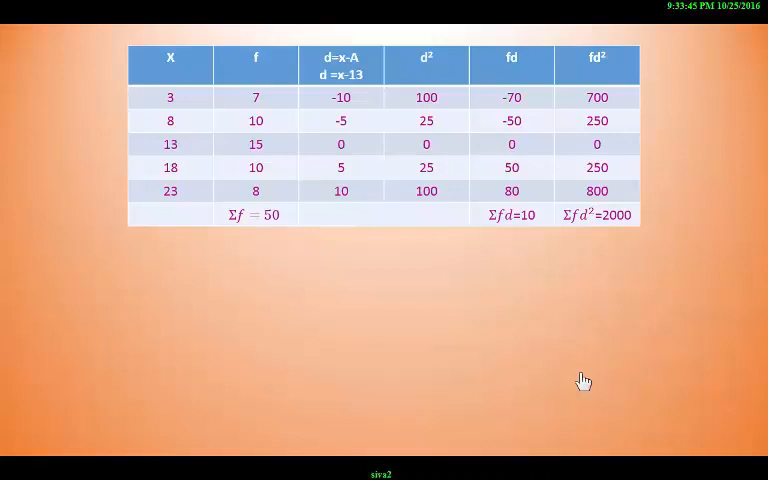 9:33:45 PM 10/25/2016
X f d=x-A d² fd fd²
d =x-13
3 7 -10 100 -70 700
8 10 -5 25 -50 250
13 15 0 0 0 0
18 10 5 25 50 250
23 8 10 100 80 800
Σf = 50 Σfd=10 Σfd²=2000
siva2